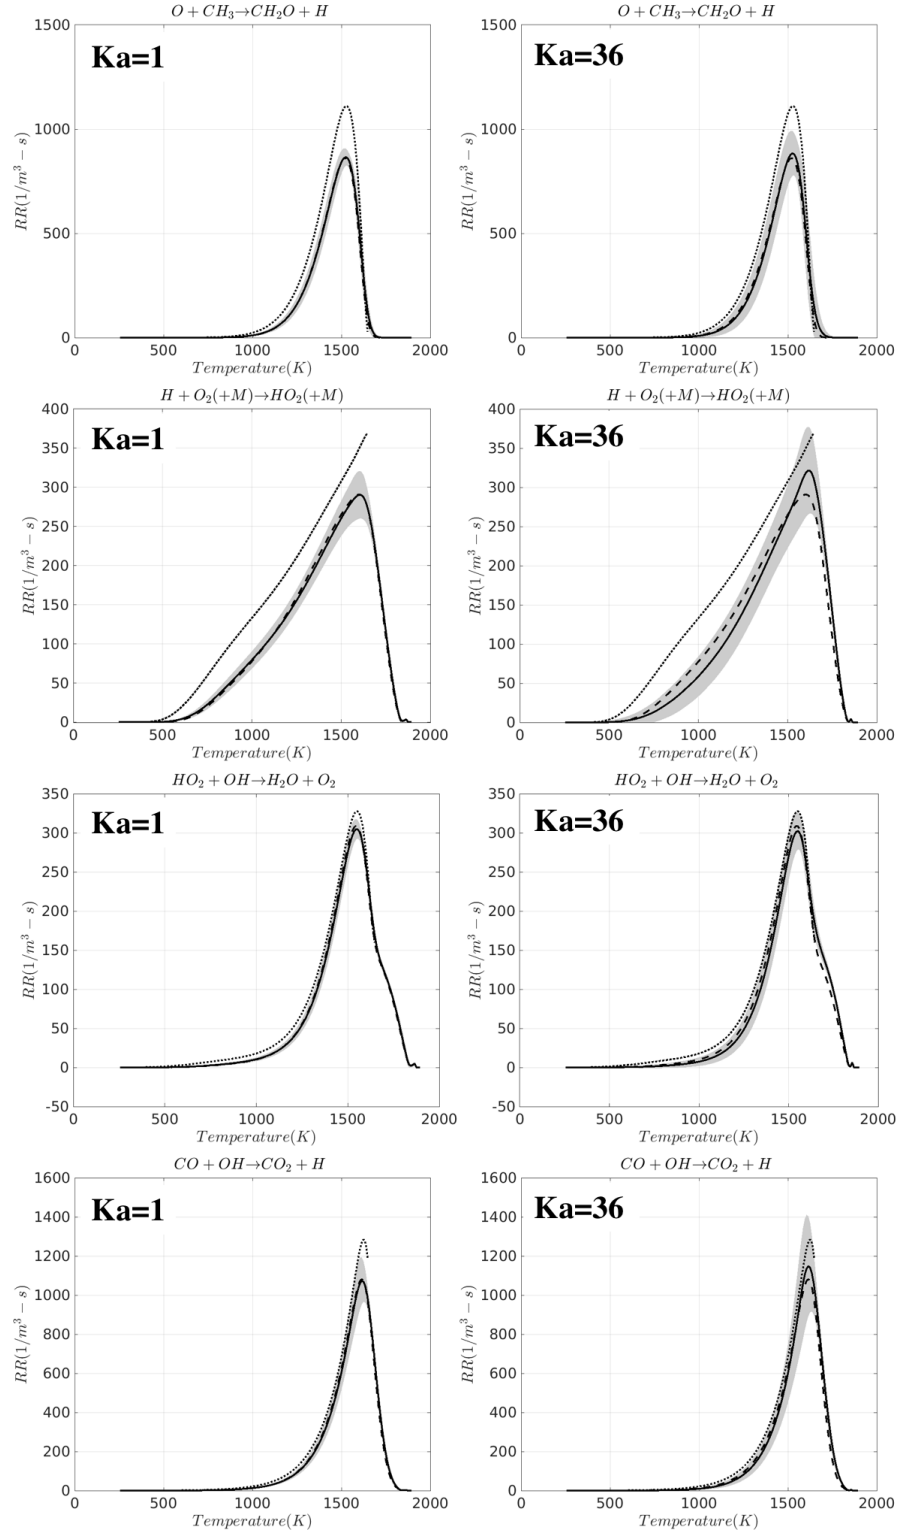 O + CH₃→CH₂O + H
Ka=1
RR(1/m³ − s)
1500
1000
500
0
0 500 1000 1500 2000
Temperature(K)
O + CH₃→CH₂O + H
Ka=36
RR(1/m³ − s)
1500
1000
500
0
0 500 1000 1500 2000
Temperature(K)
H + O₂(+M)→HO₂(+M)
Ka=1
RR(1/m³ − s)
400
350
300
250
200
150
100
50
0
0 500 1000 1500 2000
Temperature(K)
H + O₂(+M)→HO₂(+M)
Ka=36
RR(1/m³ − s)
400
350
300
250
200
150
100
50
0
0 500 1000 1500 2000
Temperature(K)
HO₂ + OH→H₂O + O₂
Ka=1
RR(1/m³ − s)
350
300
250
200
150
100
50
0
-50
0 500 1000 1500 2000
Temperature(K)
HO₂ + OH→H₂O + O₂
Ka=36
RR(1/m³ − s)
350
300
250
200
150
100
50
0
-50
0 500 1000 1500 2000
Temperature(K)
CO + OH→CO₂ + H
Ka=1
RR(1/m³ − s)
1600
1400
1200
1000
800
600
400
200
0
0 500 1000 1500 2000
Temperature(K)
CO + OH→CO₂ + H
Ka=36
RR(1/m³ − s)
1600
1400
1200
1000
800
600
400
200
0
0 500 1000 1500 2000
Temperature(K)